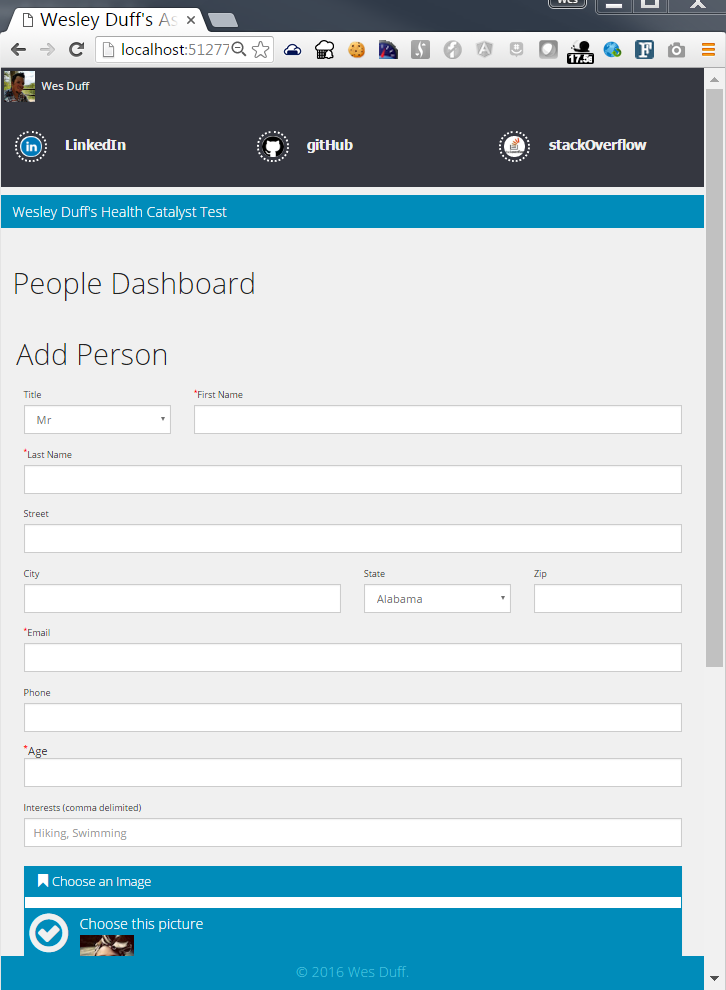 wes
Wesley Duff's As
localhost:51277
17.5
Wes Duff
LinkedIn
gitHub
stackOverflow
Wesley Duff's Health Catalyst Test
People Dashboard
Add Person
Title
*First Name
Mr
*Last Name
Street
City
State
Zip
Alabama
*Email
Phone
*Age
Interests (comma delimited)
Hiking, Swimming
Choose an Image
Choose this picture
© 2016 Wes Duff.